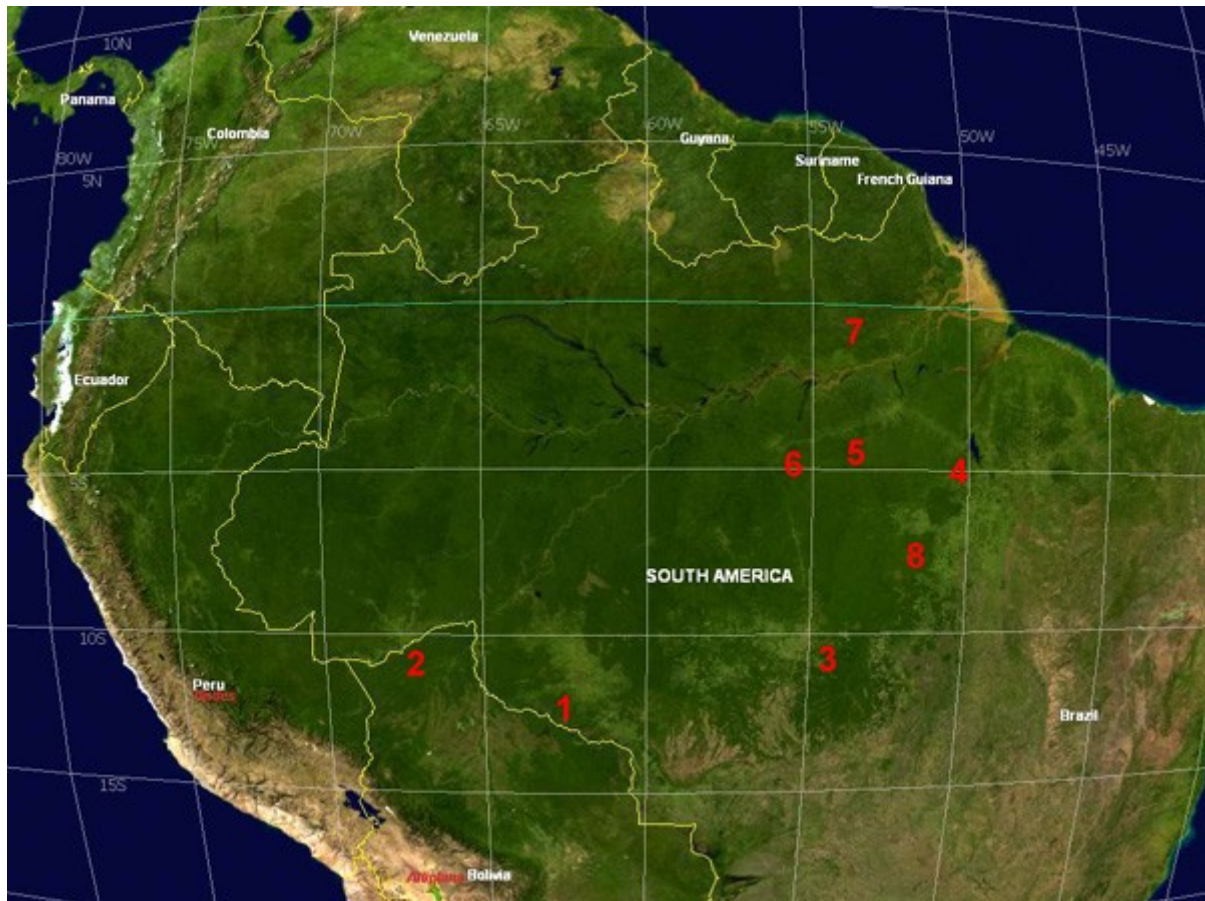 Venezuela
10N
Panama
Colombia
70W
65W
60W
Guyana
55W
50W
45W
75W
80W
5N
Suriname
French Guiana
7
Ecuador
5
6
4
5S
8
SOUTH AMERICA
10S
2
3
Peru
Andes
1
Brazil
15S
Altiplano
Bolivia